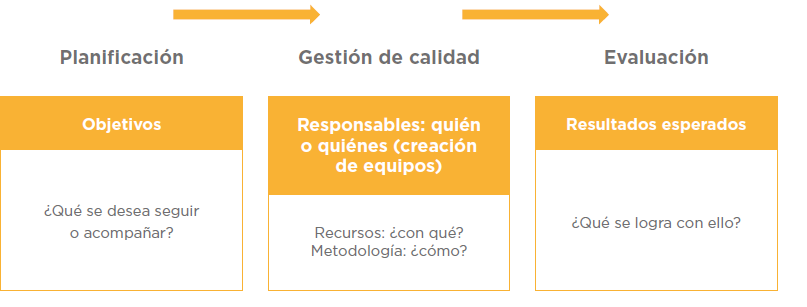 Planificación
Gestión de calidad
Evaluación
Objetivos
¿Qué se desea seguir
o acompañar?
Responsables: quién
o quiénes (creación
de equipos)
Recursos: ¿con qué?
Metodología: ¿cómo?
Resultados esperados
¿Qué se logra con ello?